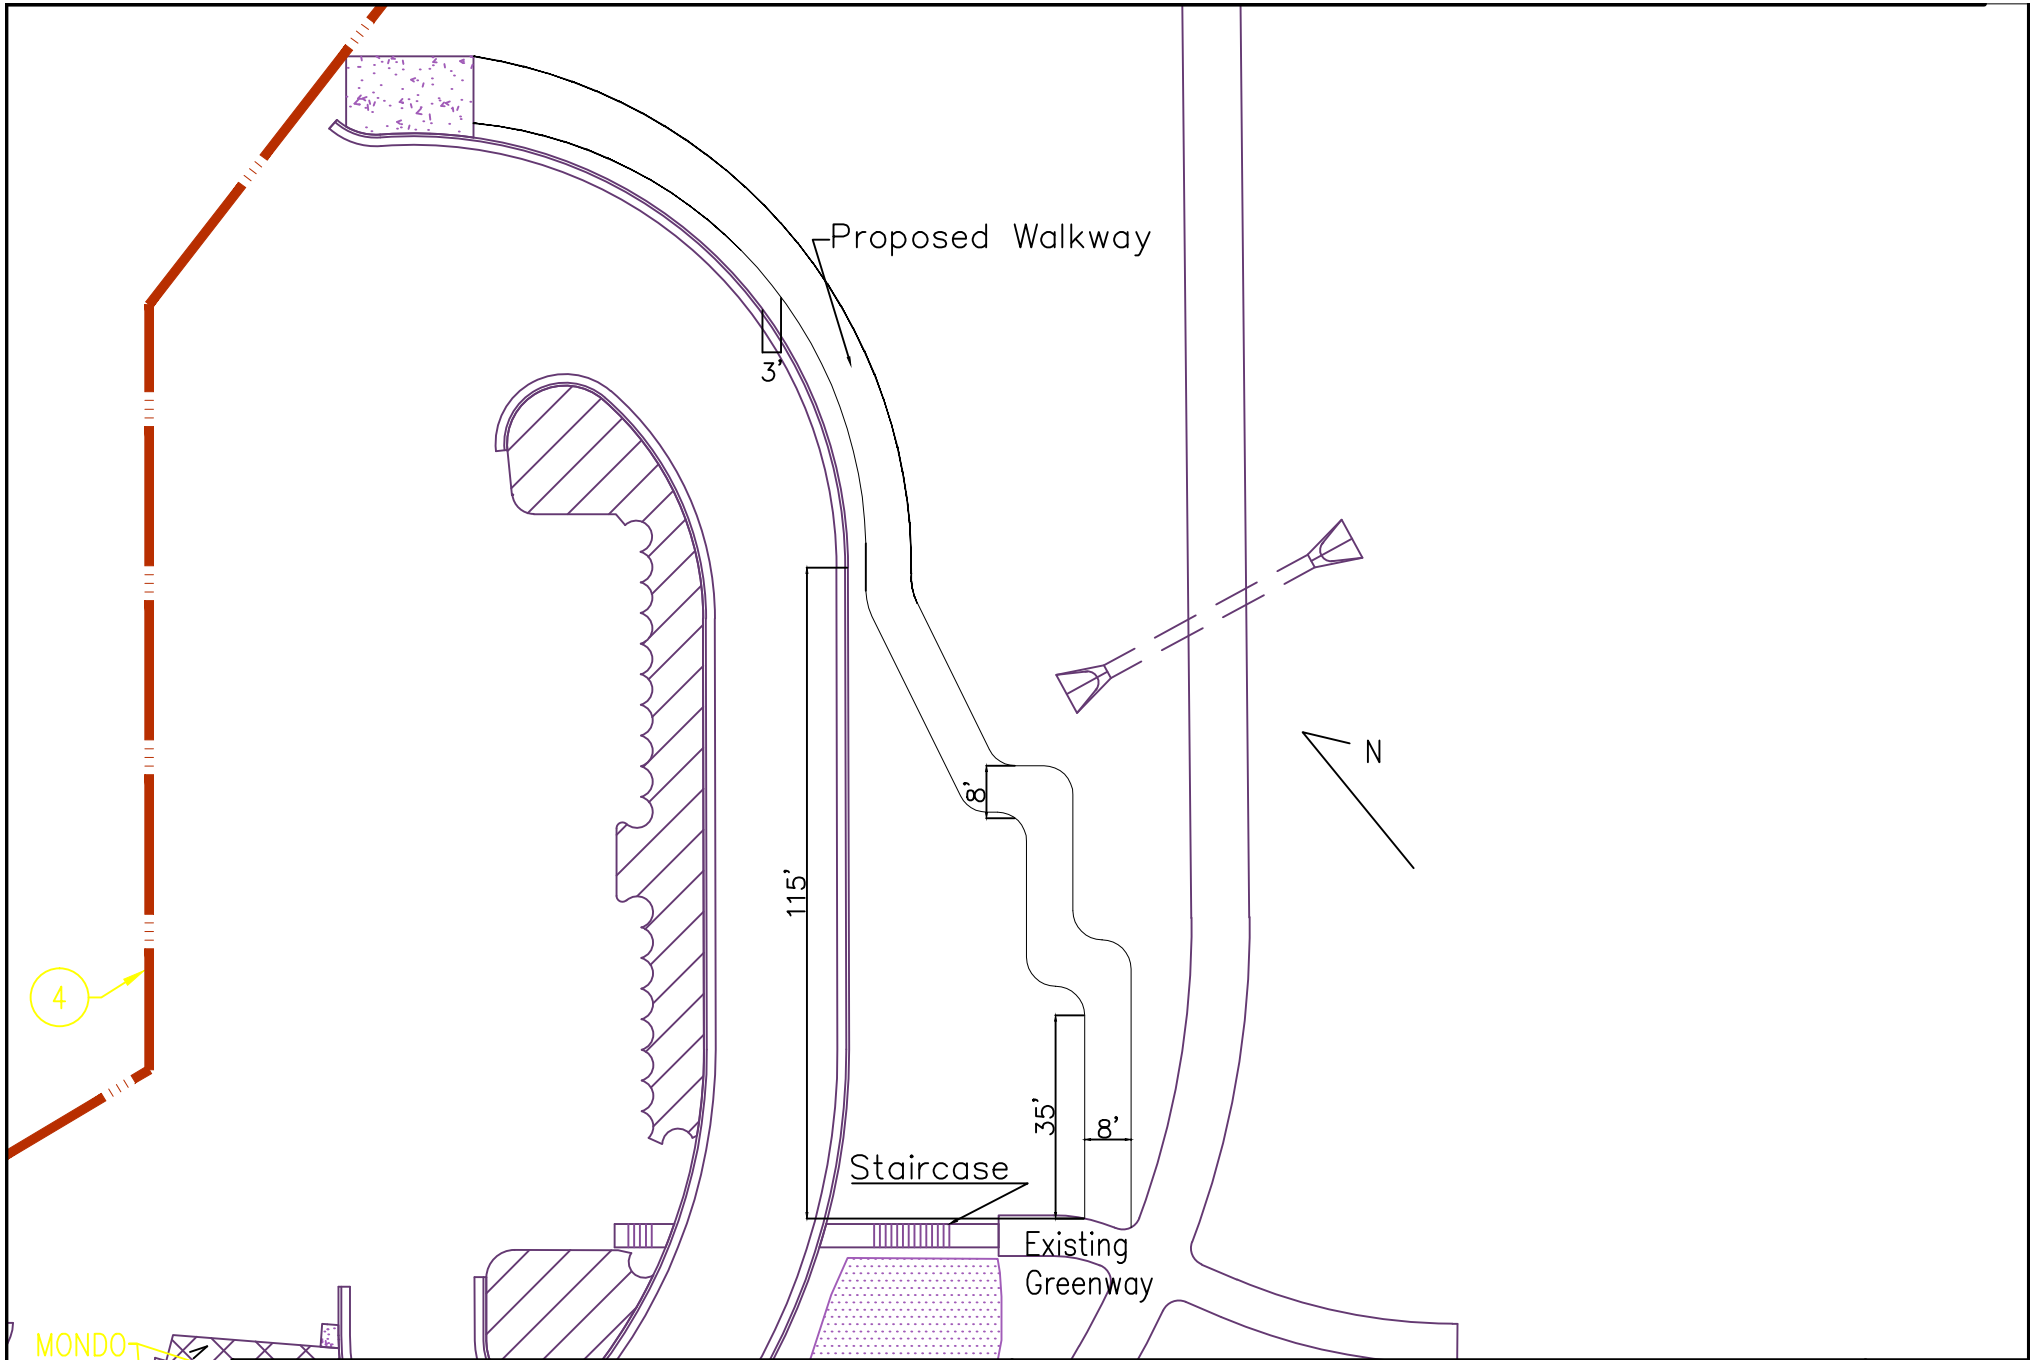 Proposed Walkway
3'
N
8'
115'
4
35'
8'
Staircase
Existing
Greenway
MONDO